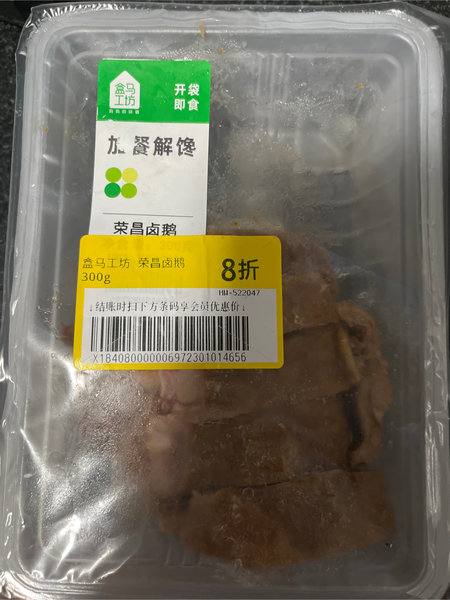 盒马
工坊
开袋
即食
加餐解馋
荣昌卤鹅
盒马工坊 荣昌卤鹅
300g
8折
HM-522047
结账时扫下方条码享会员优惠价
X184080000006972301014656